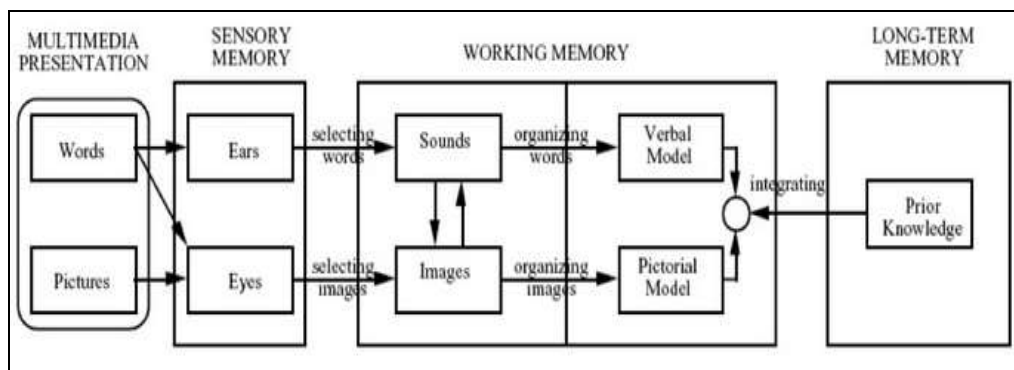 MULTIMEDIA
PRESENTATION
SENSORY
MEMORY
WORKING MEMORY
LONG-TERM
MEMORY
Words
Pictures
Ears
Eyes
selecting
words
selecting
images
Sounds
Images
organizing
words
organizing
images
Verbal
Model
Pictorial
Model
integrating
Prior
Knowledge